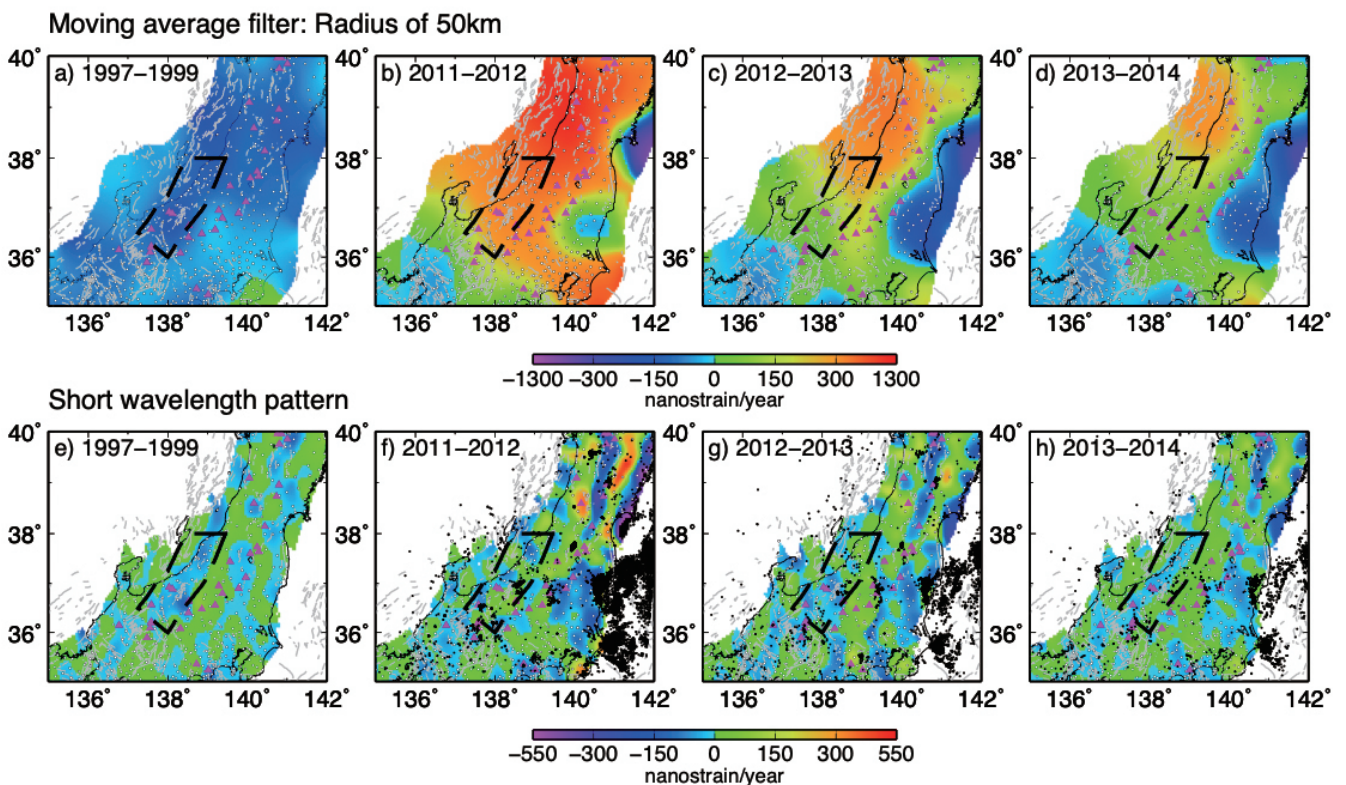 Moving average filter: Radius of 50km
a) 1997–1999
b) 2011–2012
c) 2012–2013
d) 2013–2014
40˚ 40˚ 40˚ 40˚
38˚ 38˚ 38˚ 38˚
36˚ 36˚ 36˚ 36˚
136˚ 138˚ 140˚ 142˚ 136˚ 138˚ 140˚ 142˚ 136˚ 138˚ 140˚ 142˚ 136˚ 138˚ 140˚ 142˚
−1300 −300 −150 0 150 300 1300
nanostrain/year
Short wavelength pattern
e) 1997–1999
f) 2011–2012
g) 2012–2013
h) 2013–2014
40˚ 40˚ 40˚ 40˚
38˚ 38˚ 38˚ 38˚
36˚ 36˚ 36˚ 36˚
136˚ 138˚ 140˚ 142˚ 136˚ 138˚ 140˚ 142˚ 136˚ 138˚ 140˚ 142˚ 136˚ 138˚ 140˚ 142˚
−550 −300 −150 0 150 300 550
nanostrain/year